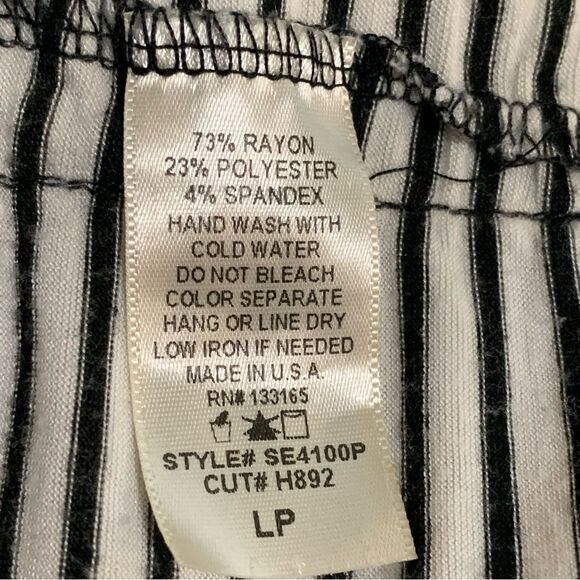 73% RAYON
23% POLYESTER
4% SPANDEX
HAND WASH WITH
COLD WATER
DO NOT BLEACH
COLOR SEPARATE
HANG OR LINE DRY
LOW IRON IF NEEDED
MADE IN U.S.A.
RN# 133165
STYLE# SE4100P
CUT# H892
LP